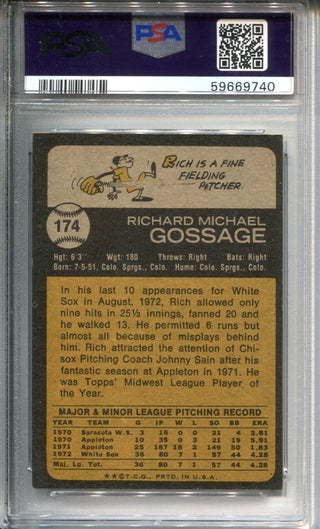 PSA
PSA
59669740
RICH IS A FINE
FIELDING
PITCHER.
174
RICHARD MICHAEL
GOSSAGE
Hgt: 6'3" Wgt: 180 Throws: Right Bats: Right
Born: 7-5-51, Colo. Sprgs., Colo. Home: Colo. Sprgs., Colo.
In his last 10 appearances for White
Sox in August, 1972, Rich allowed only
nine hits in 25⅓ innings, fanned 20 and
he walked 13. He permitted 6 runs but
almost all because of misplays behind
him. Rich attracted the attention of Chi-
sox Pitching Coach Johnny Sain after his
fantastic season at Appleton in 1971. He
was Topps' Midwest League Player of
the Year.
MAJOR & MINOR LEAGUE PITCHING RECORD
YEAR TEAM G IP W L SO BB ERA
1970 Sarasota W.S. 3 16 0 0 21 4 2.81
1970 Appleton 10 35 0 3 21 19 5.91
1971 Appleton 25 187 18 2 149 50 1.83
1972 White Sox 36 80 7 1 57 44 4.28
Maj. Lg. Tot. 36 80 7 1 57 44 4.28
★★©T.C.G., PRTD. IN U.S.A.